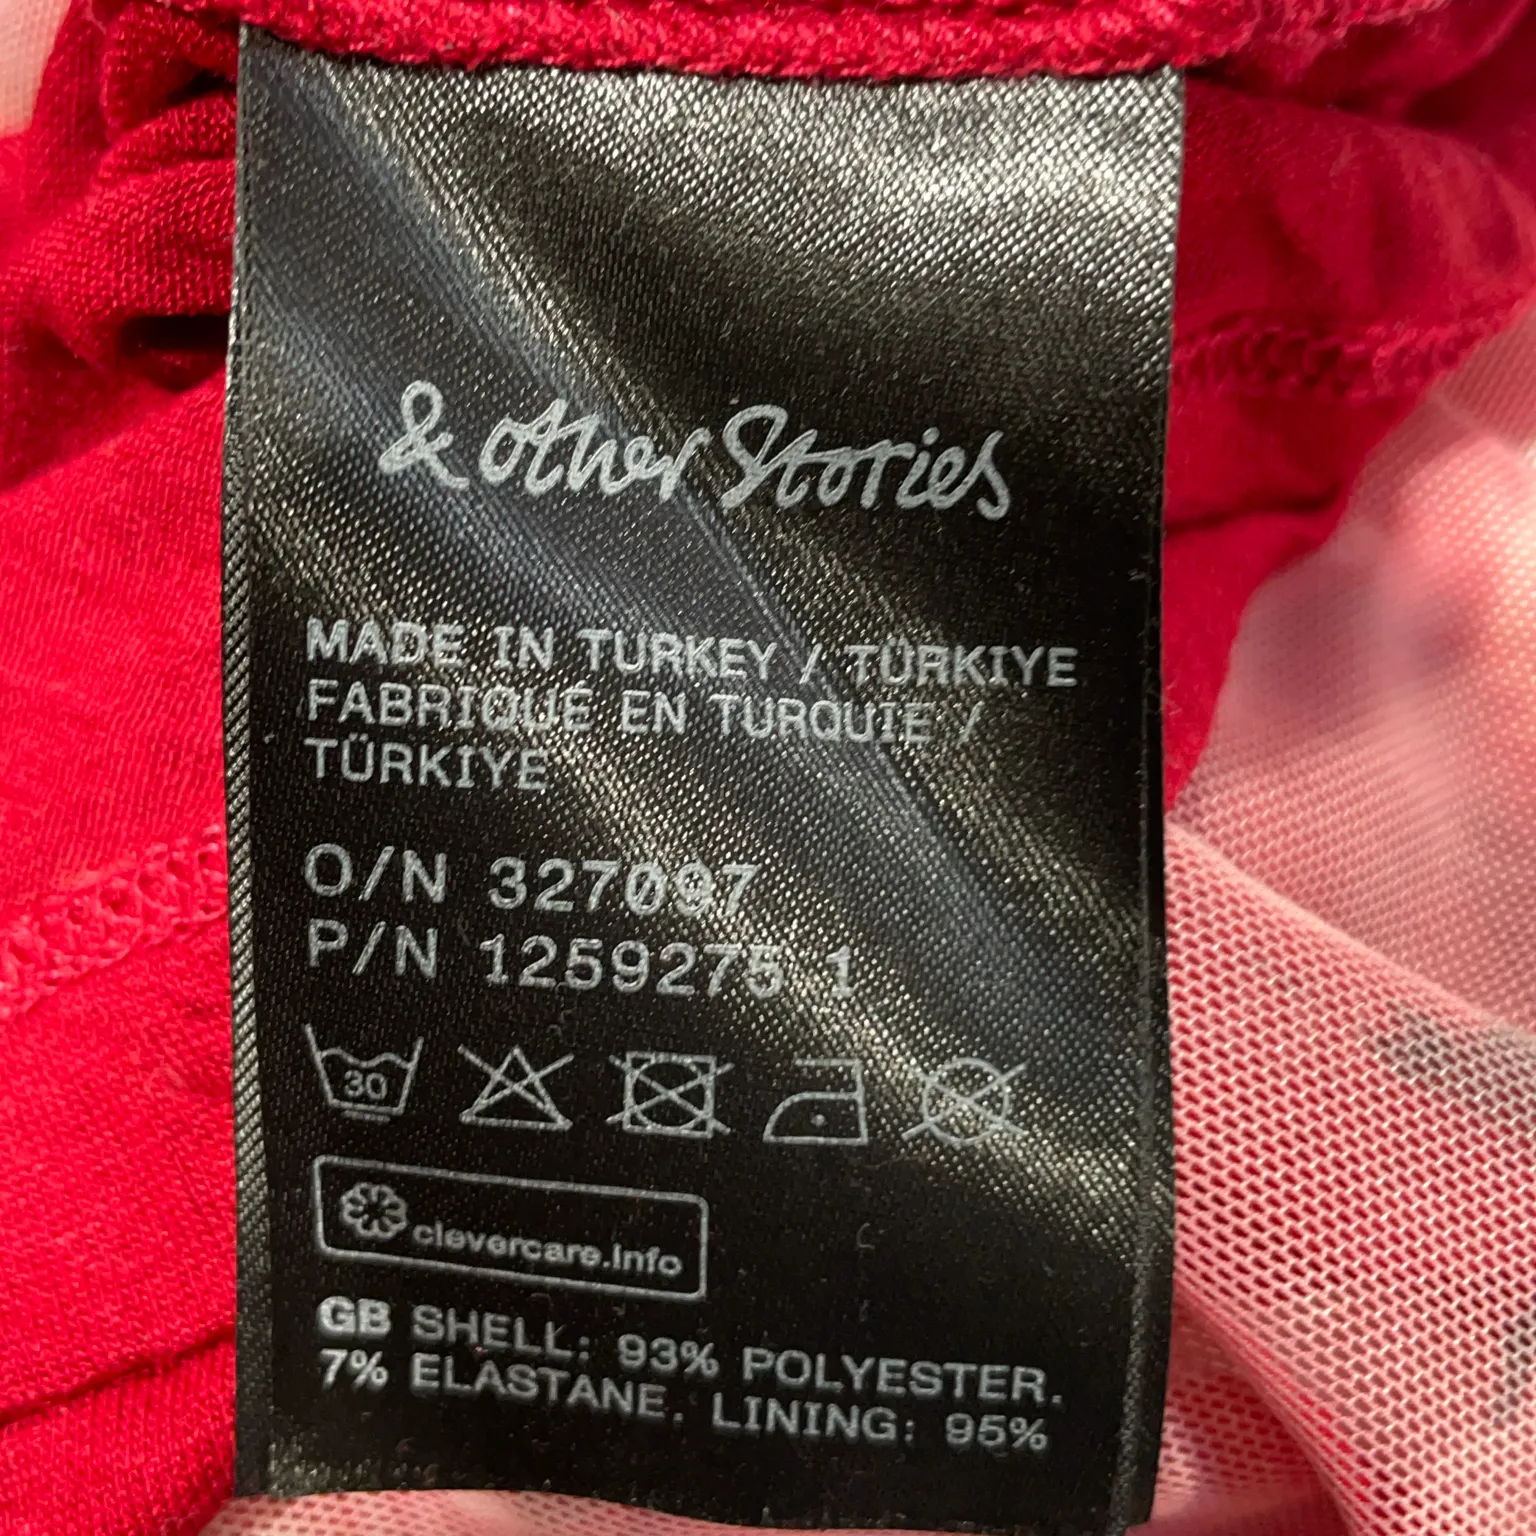 & other Stories
MADE IN TURKEY / TÜRKIYE
FABRIQUÉ EN TURQUIE /
TÜRKIYE
O/N 327097
P/N 1259275 1
30
clevercare.info
GB SHELL: 93% POLYESTER.
7% ELASTANE. LINING: 95%